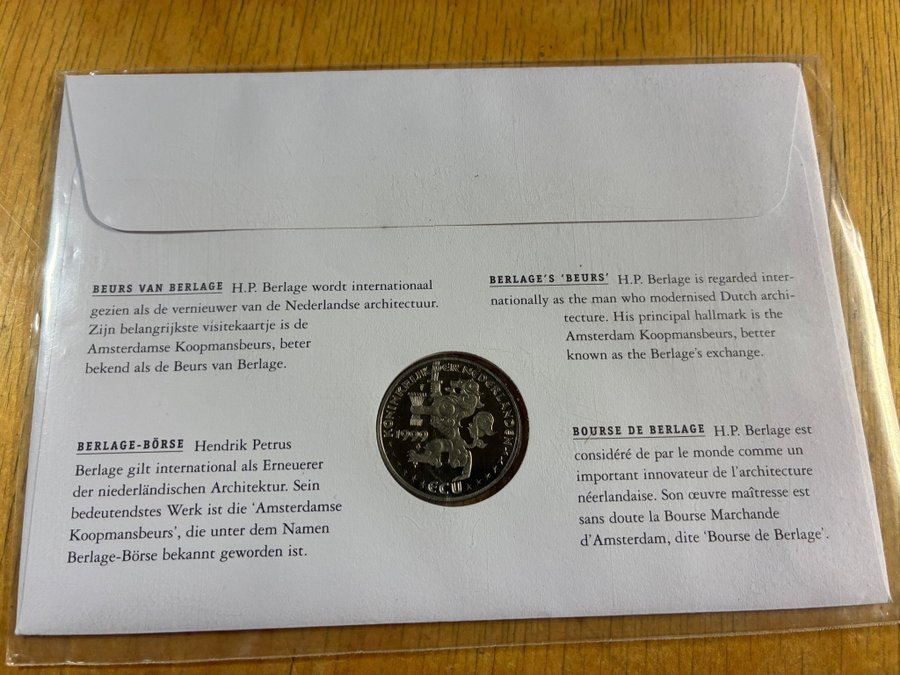 BEURS VAN BERLAGE H.P. Berlage wordt internationaal
gezien als de vernieuwer van de Nederlandse architectuur.
Zijn belangrijkste visitekaartje is de
Amsterdamse Koopmansbeurs, beter
bekend als de Beurs van Berlage.
BERLAGE'S 'BEURS' H.P. Berlage is regarded inter-
nationally as the man who modernised Dutch archi-
tecture. His principal hallmark is the
Amsterdam Koopmansbeurs, better
known as the Berlage's exchange.
KONINKRIJK DER NEDERLANDEN
1999
ECU
BERLAGE-BÖRSE Hendrik Petrus
Berlage gilt international als Erneuerer
der niederländischen Architektur. Sein
bedeutendstes Werk ist die 'Amsterdamse
Koopmansbeurs', die unter dem Namen
Berlage-Börse bekannt geworden ist.
BOURSE DE BERLAGE H.P. Berlage est
considéré de par le monde comme un
important innovateur de l'architecture
néerlandaise. Son œuvre maîtresse est
sans doute la Bourse Marchande
d'Amsterdam, dite 'Bourse de Berlage'.